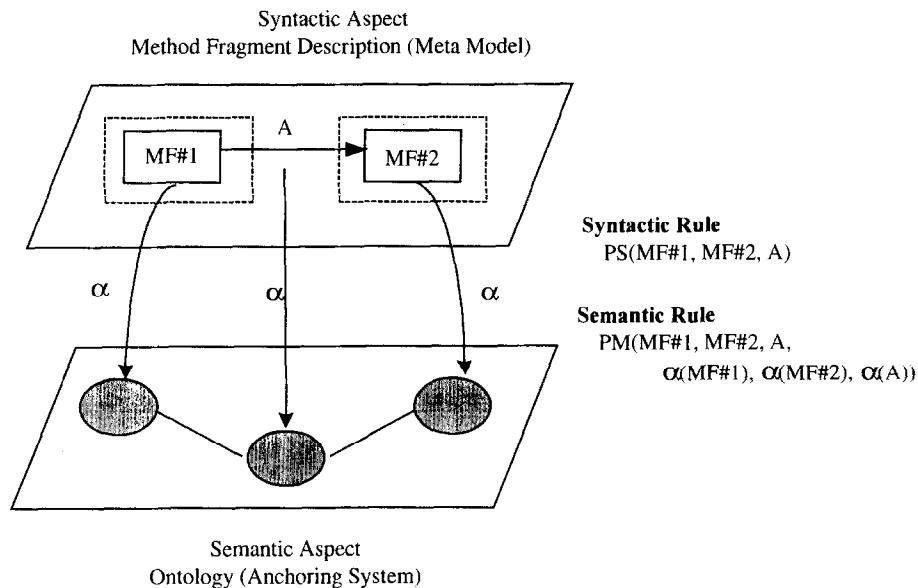 Syntactic Aspect
Method Fragment Description (Meta Model)
A
MF#1
MF#2
Syntactic Rule
PS(MF#1, MF#2, A)
α
α
α
Semantic Rule
PM(MF#1, MF#2, A,
α(MF#1), α(MF#2), α(A))
Semantic Aspect
Ontology (Anchoring System)